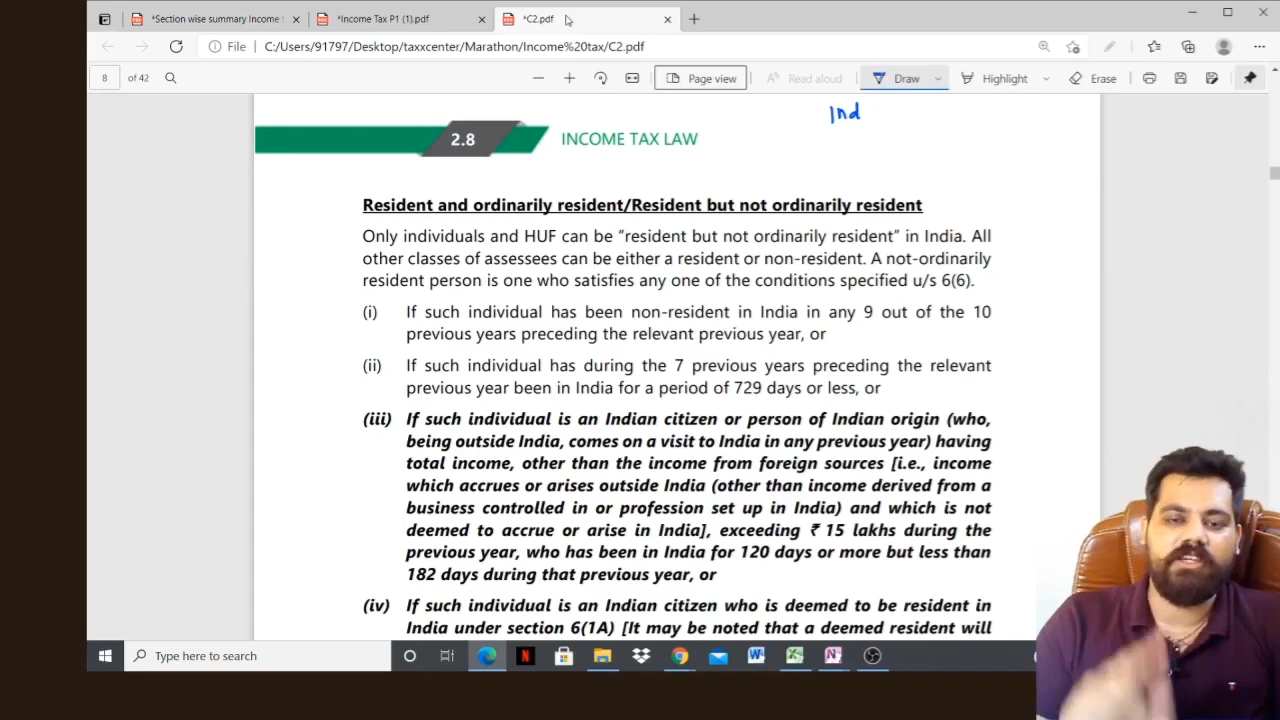 *Section wise summary Income
*Income Tax P1 (1).pdf
*C2.pdf
File
C:/Users/91797/Desktop/taxxcenter/Marathon/Income%20tax/C2.pdf
8 of 42
Page view
Read aloud
Draw
Highlight
Erase
Ind
2.8 INCOME TAX LAW
Resident and ordinarily resident/Resident but not ordinarily resident
Only individuals and HUF can be “resident but not ordinarily resident” in India. All
other classes of assessees can be either a resident or non-resident. A not-ordinarily
resident person is one who satisfies any one of the conditions specified u/s 6(6).
(i) If such individual has been non-resident in India in any 9 out of the 10
previous years preceding the relevant previous year, or
(ii) If such individual has during the 7 previous years preceding the relevant
previous year been in India for a period of 729 days or less, or
(iii) If such individual is an Indian citizen or person of Indian origin (who,
being outside India, comes on a visit to India in any previous year) having
total income, other than the income from foreign sources [i.e., income
which accrues or arises outside India (other than income derived from a
business controlled in or profession set up in India) and which is not
deemed to accrue or arise in India], exceeding ₹ 15 lakhs during the
previous year, who has been in India for 120 days or more but less than
182 days during that previous year, or
(iv) If such individual is an Indian citizen who is deemed to be resident in
India under section 6(1A) [It may be noted that a deemed resident will
Type here to search